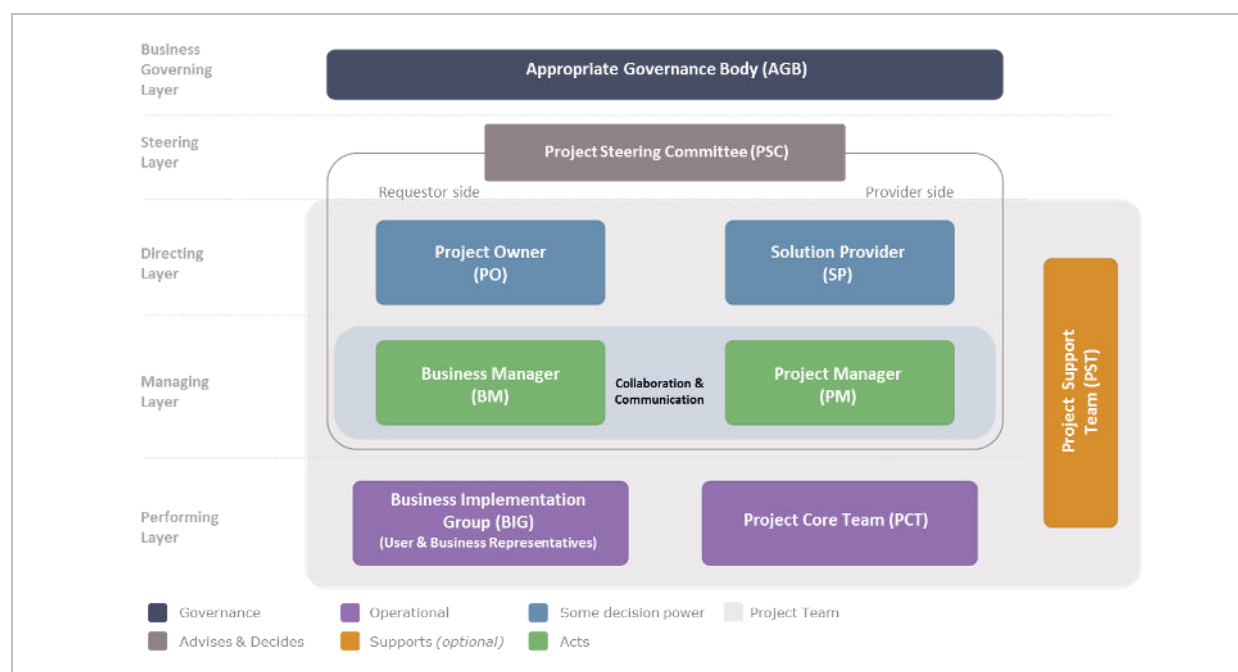 Business
Governing
Layer
Appropriate Governance Body (AGB)
Steering
Layer
Project Steering Committee (PSC)
Requestor side
Provider side
Directing
Layer
Project Owner
(PO)
Solution Provider
(SP)
Managing
Layer
Business Manager
(BM)
Collaboration &
Communication
Project Manager
(PM)
Project Support
Team (PST)
Performing
Layer
Business Implementation
Group (BIG)
(User & Business Representatives)
Project Core Team (PCT)
Governance
Operational
Some decision power
Project Team
Advises & Decides
Supports (optional)
Acts